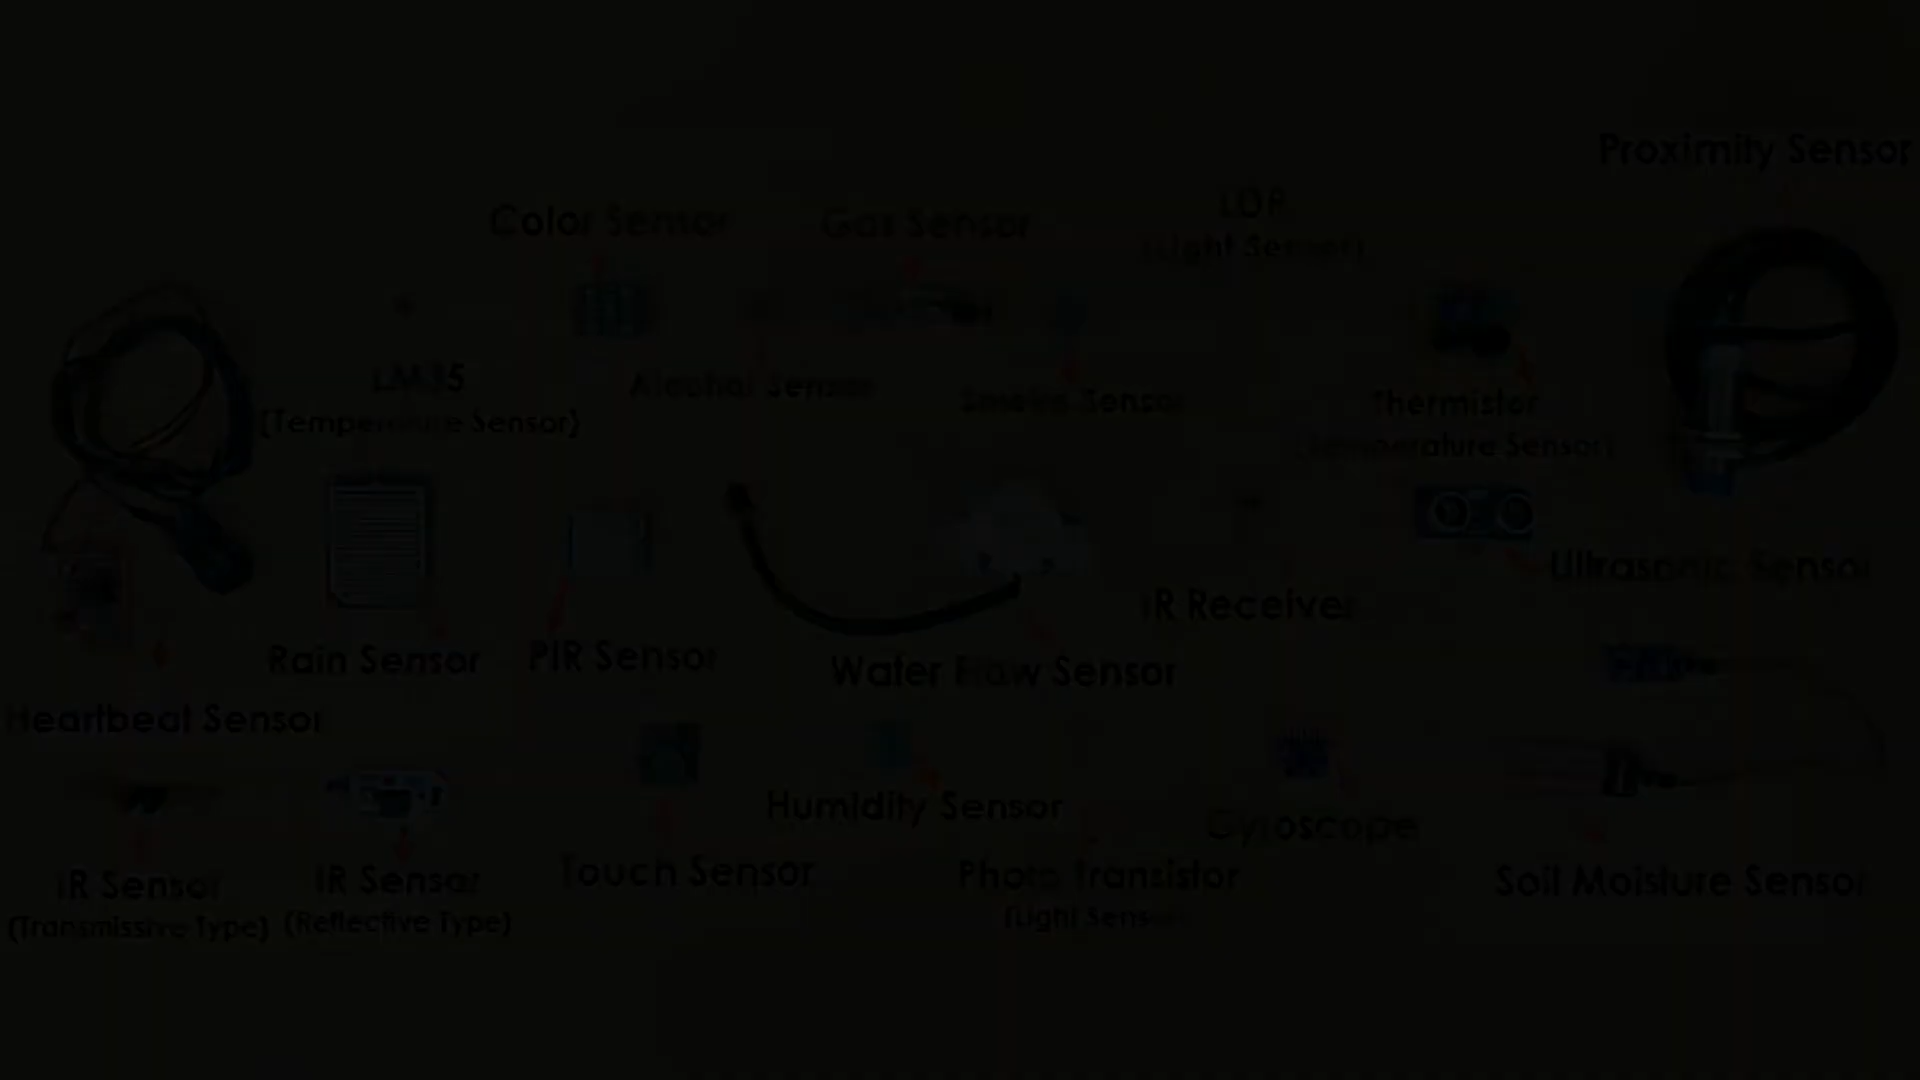 Proximity Sensor
LDR
(Light Sensor)
Color Sensor
Gas Sensor
LM35
(Temperature Sensor)
Alcohol Sensor
Smoke Sensor
Thermistor
(Temperature Sensor)
Ultrasonic Sensor
IR Receiver
Rain Sensor
PIR Sensor
Water Flow Sensor
Heartbeat Sensor
Humidity Sensor
Gyroscope
IR Sensor
(Transmissive Type)
IR Sensor
(Reflective Type)
Touch Sensor
Photo Transistor
(Light Sensor)
Soil Moisture Sensor